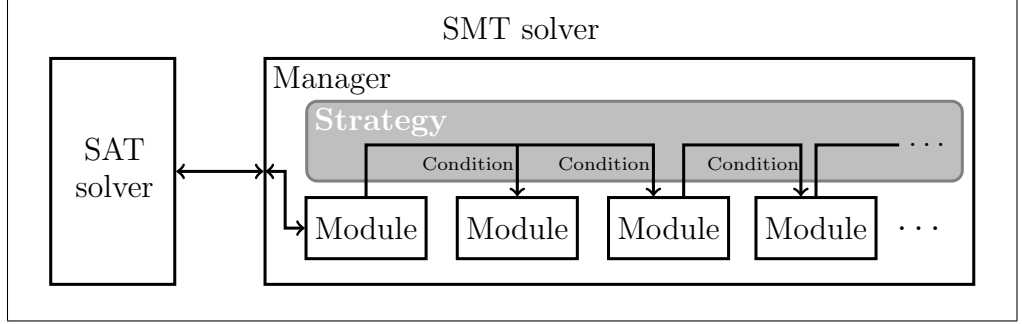 SMT solver
Manager
Strategy
SAT
solver
Condition Condition Condition ...
Module Module Module Module ...